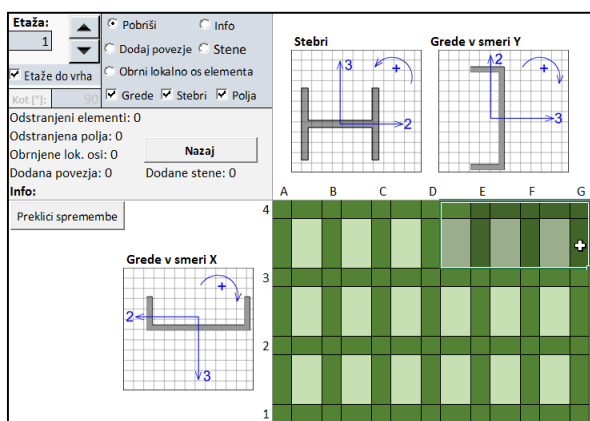 Etaža:
1
Pobriši
Info
Dodaj povezje
Stene
Obrni lokalno os elementa
Etaže do vrha
Kot [°]:
90
Grede
Stebri
Polja
Odstranjeni elementi: 0
Odstranjena polja: 0
Obrnjene lok. osi: 0
Nazaj
Dodana povezja: 0
Dodane stene: 0
Info:
Preklici spremembe
Stebri
3
+
2
Grede v smeri Y
2
+
3
A B C D E F G
4
3
2
1
Grede v smeri X
+
2
3